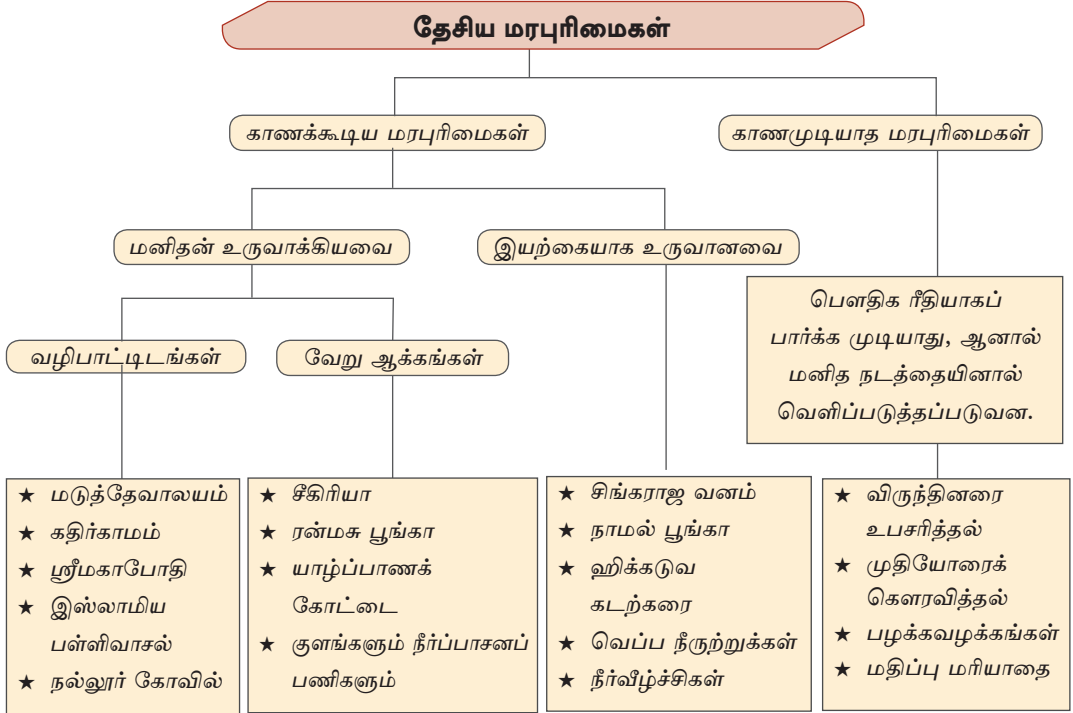 தேசிய மரபுரிமைகள்
காணக்கூடிய மரபுரிமைகள்
காணமுடியாத மரபுரிமைகள்
மனிதன் உருவாக்கியவை
இயற்கையாக உருவானவை
பௌதிக ரீதியாகப்
பார்க்க முடியாது, ஆனால்
மனித நடத்தையினால்
வெளிப்படுத்தப்படுவன.
வழிபாட்டிடங்கள்
வேறு ஆக்கங்கள்
★ மடுத்தேவாலயம்
★ கதிர்காமம்
★ ஸ்ரீமகாபோதி
★ இஸ்லாமிய
பள்ளிவாசல்
★ நல்லூர் கோவில்
★ சீகிரியா
★ ரன்மசு பூங்கா
★ யாழ்ப்பாணக்
கோட்டை
★ குளங்களும் நீர்ப்பாசனப்
பணிகளும்
★ சிங்கராஜ வனம்
★ நாமல் பூங்கா
★ ஹிக்கடுவ
கடற்கரை
★ வெப்ப நீருற்றுக்கள்
★ நீர்வீழ்ச்சிகள்
★ விருந்தினரை
உபசரித்தல்
★ முதியோரைக்
கௌரவித்தல்
★ பழக்கவழக்கங்கள்
★ மதிப்பு மரியாதை